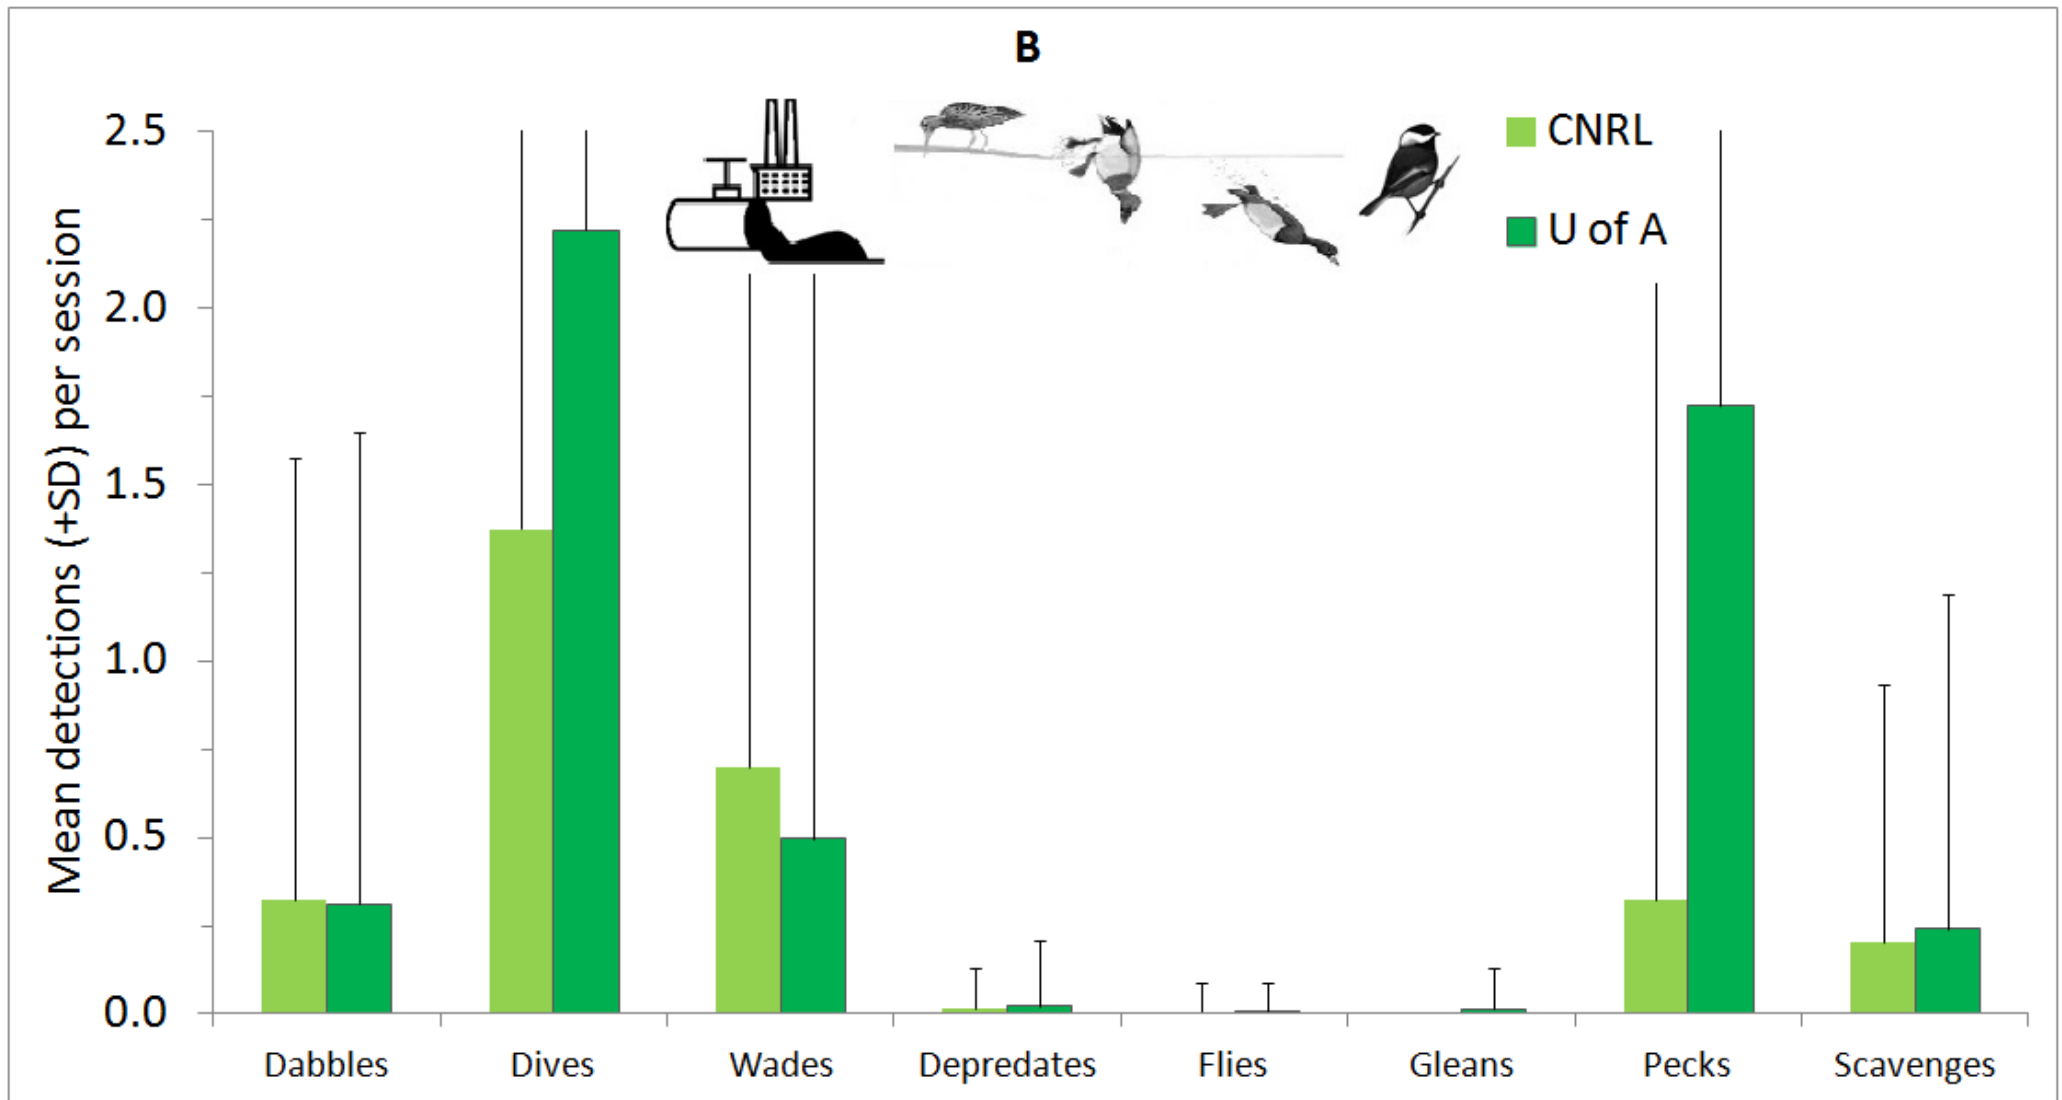 B
CNRL
U of A
Mean detections (+SD) per session
2.5
2.0
1.5
1.0
0.5
0.0
Dabbles Dives Wades Depredates Flies Gleans Pecks Scavenges